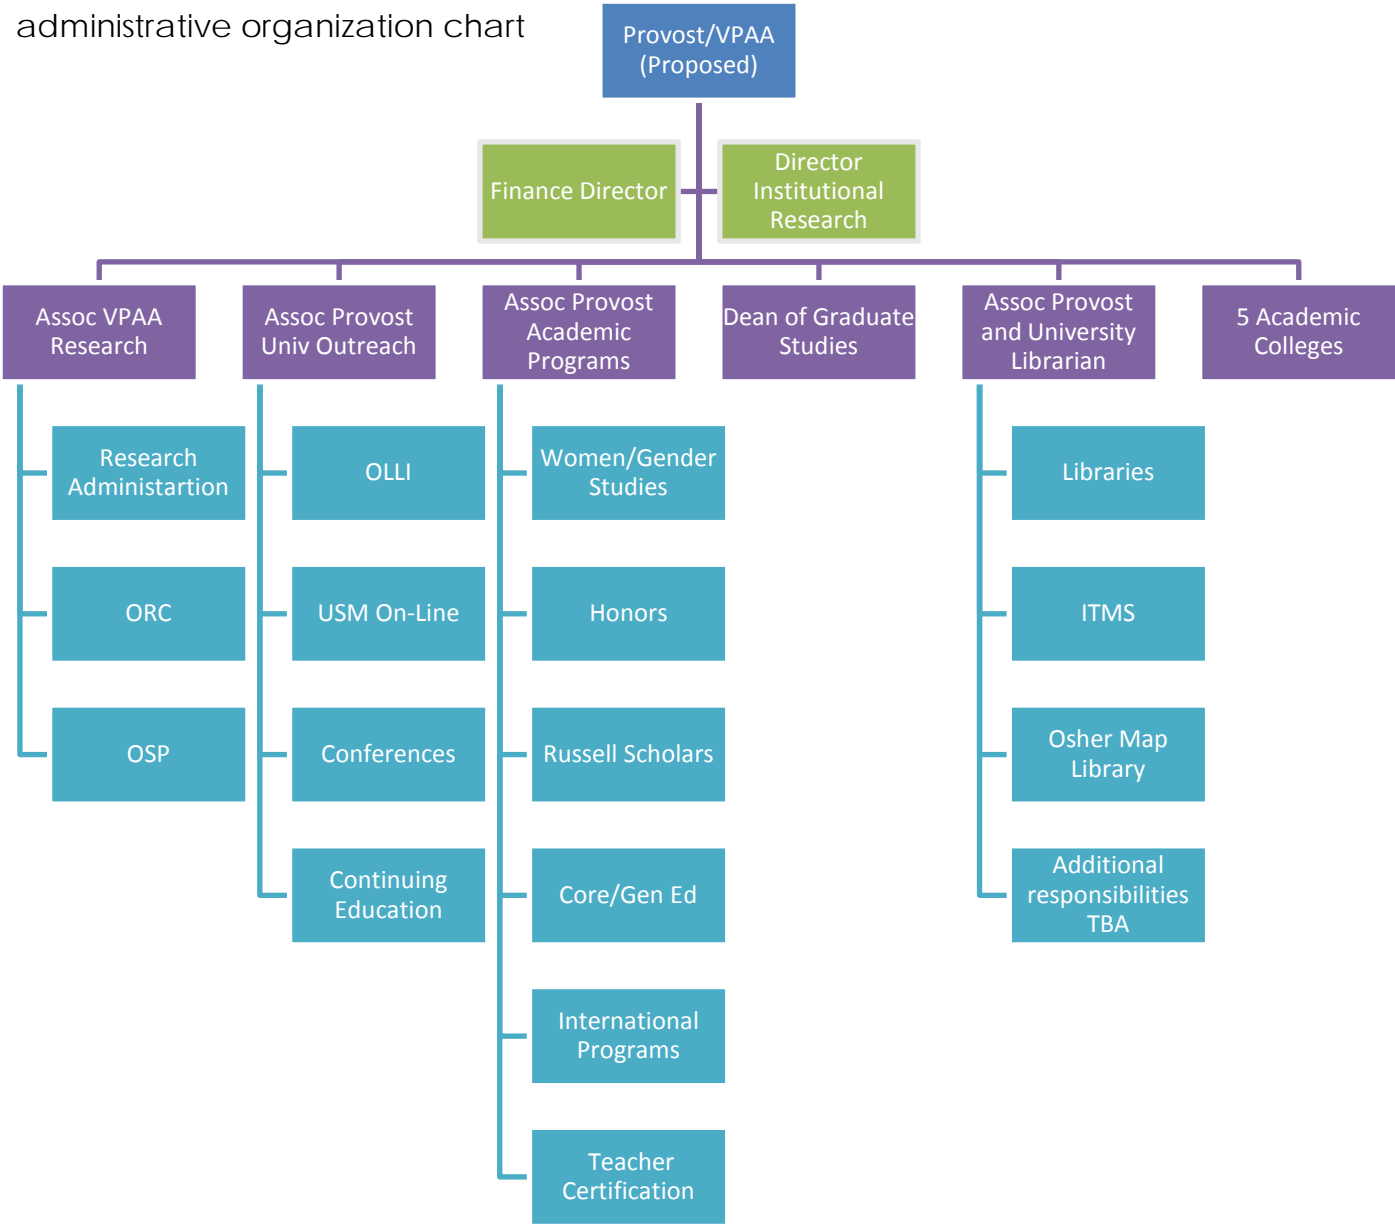 administrative organization chart
Provost/VPAA
(Proposed)
Finance Director
Director
Institutional
Research
Assoc VPAA
Research
Assoc Provost
Univ Outreach
Assoc Provost
Academic
Programs
Dean of Graduate
Studies
Assoc Provost
and University
Librarian
5 Academic
Colleges
Research
Administartion
ORC
OSP
OLLI
USM On-Line
Conferences
Continuing
Education
Women/Gender
Studies
Honors
Russell Scholars
Core/Gen Ed
International
Programs
Teacher
Certification
Libraries
ITMS
Osher Map
Library
Additional
responsibilities
TBA